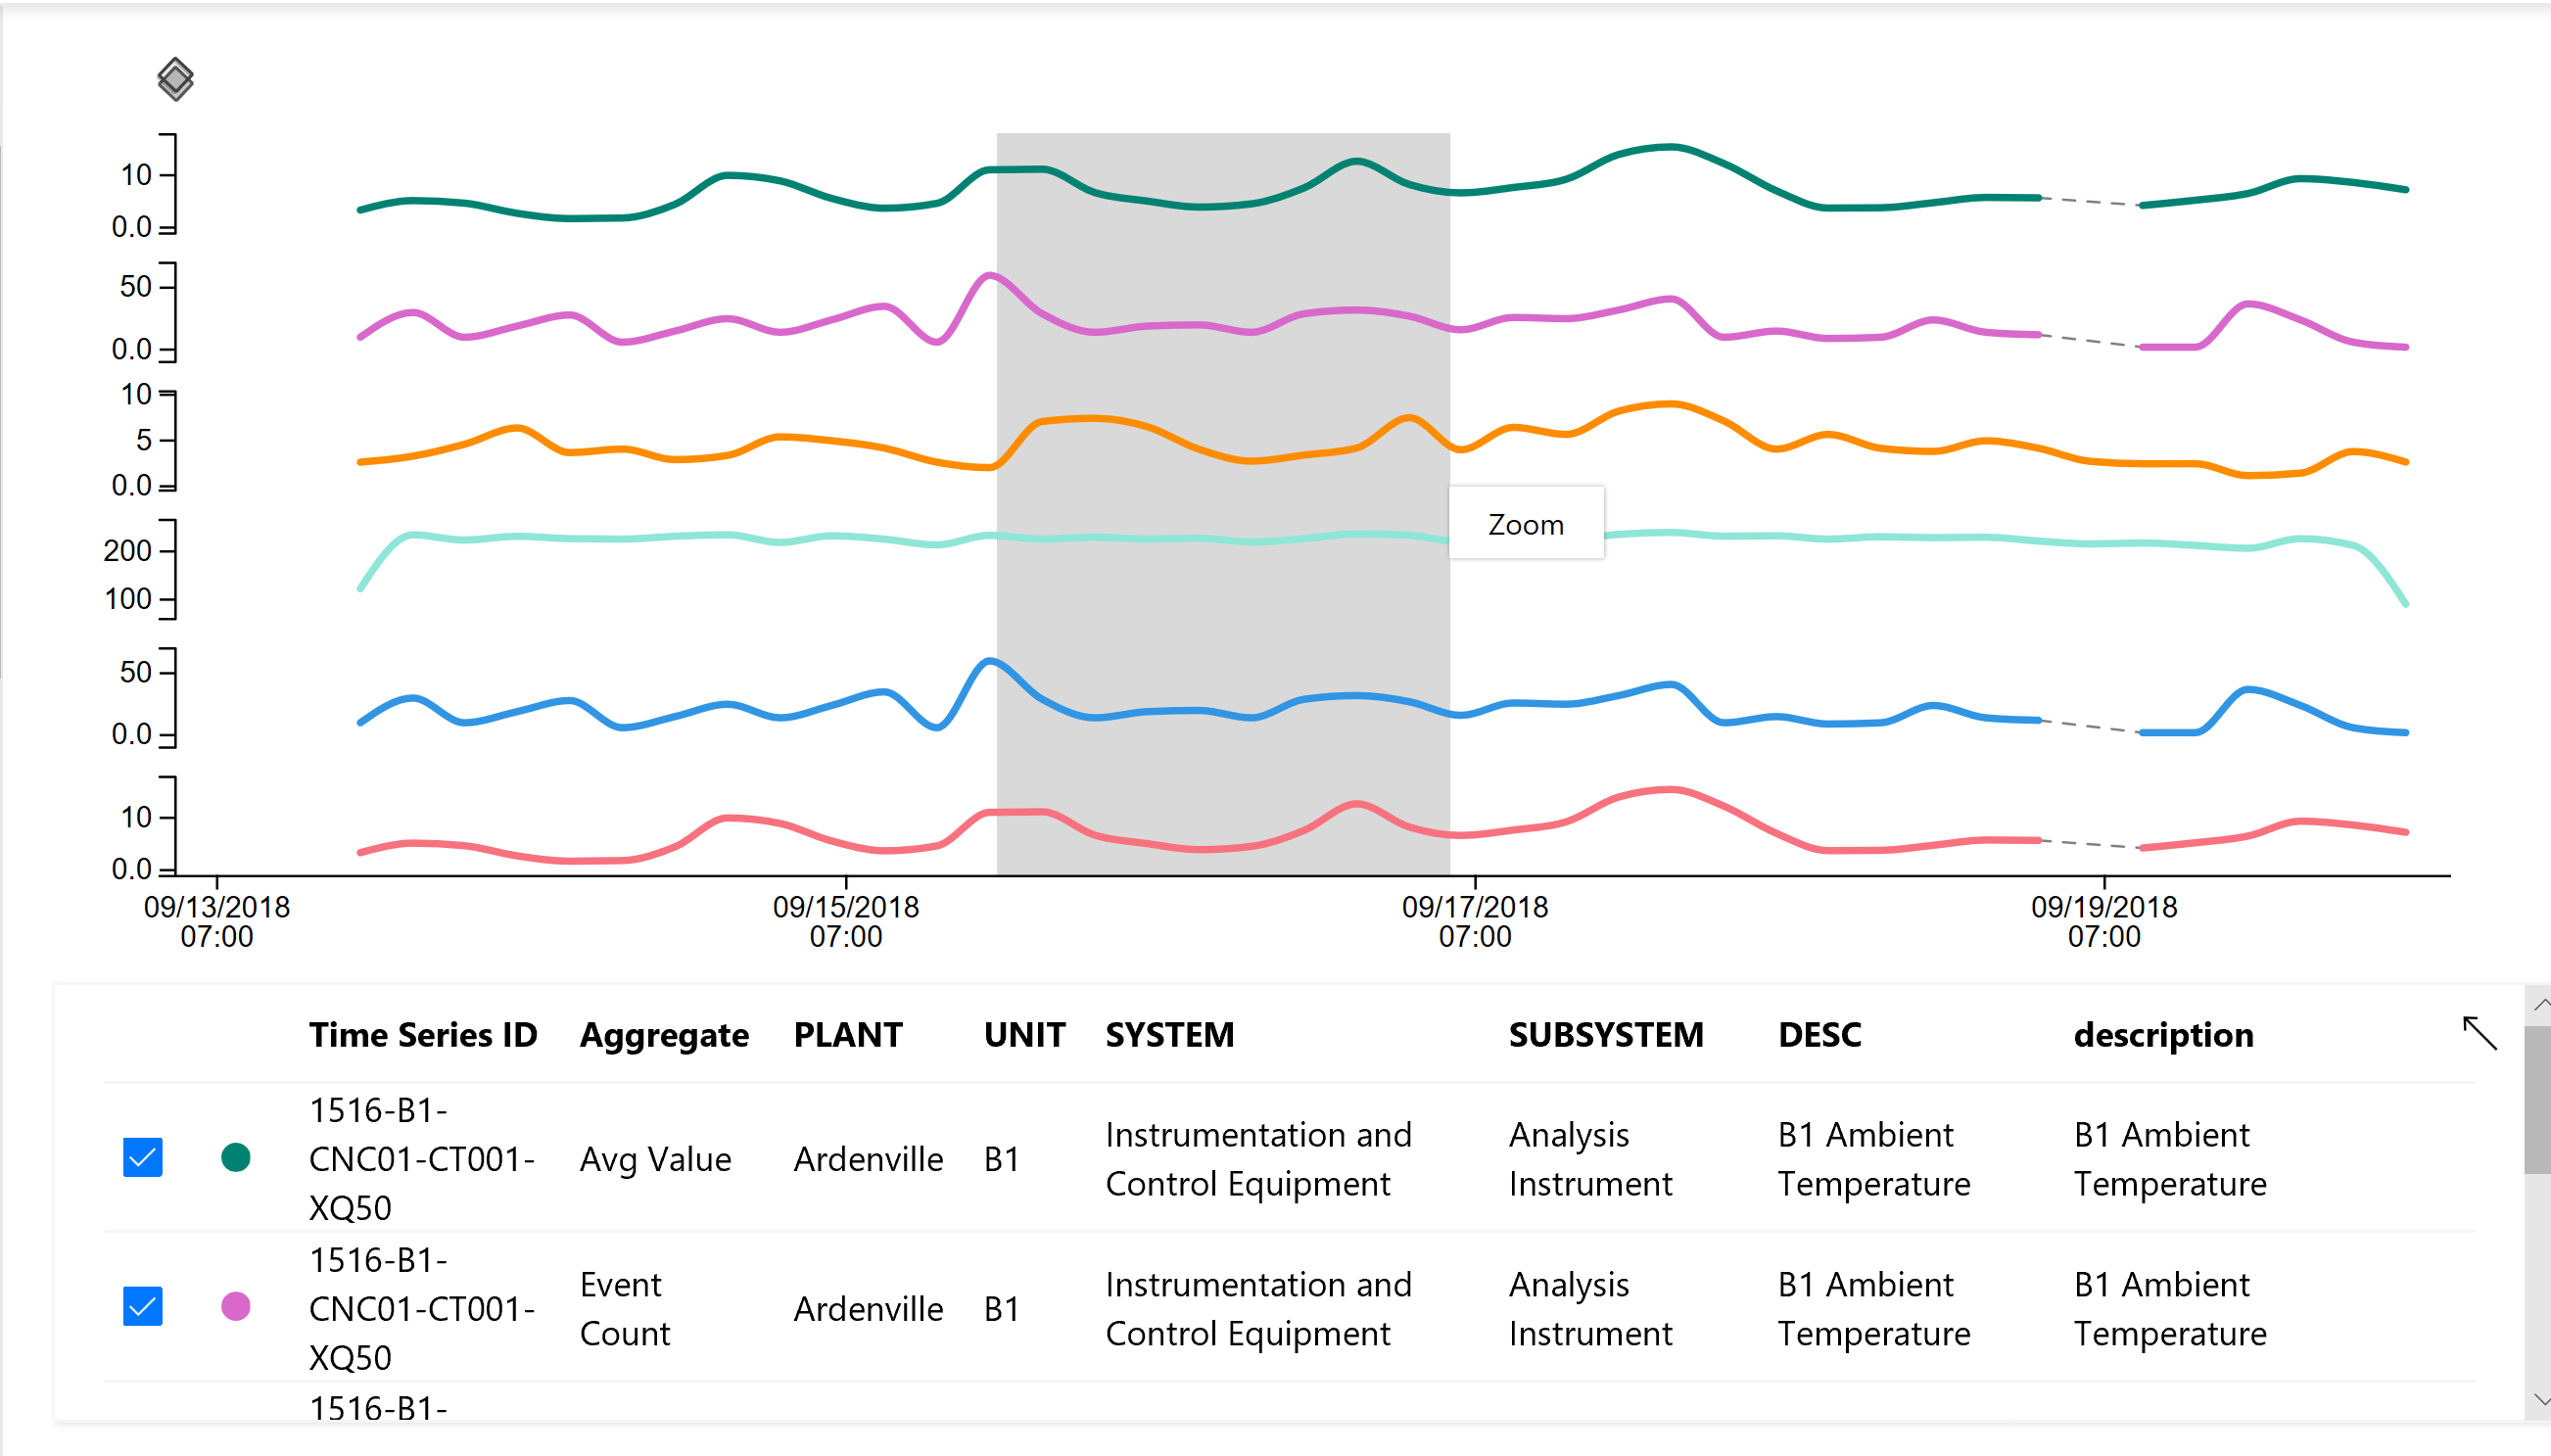 10
0.0
50
0.0
10
5
0.0
200
100
Zoom
50
0.0
10
0.0
09/13/2018
07:00
09/15/2018
07:00
09/17/2018
07:00
09/19/2018
07:00
Time Series ID Aggregate PLANT UNIT SYSTEM SUBSYSTEM DESC description
1516-B1-
CNC01-CT001-
XQ50
Avg Value
Ardenville
B1
Instrumentation and
Control Equipment
Analysis
Instrument
B1 Ambient
Temperature
B1 Ambient
Temperature
1516-B1-
CNC01-CT001-
XQ50
Event
Count
Ardenville
B1
Instrumentation and
Control Equipment
Analysis
Instrument
B1 Ambient
Temperature
B1 Ambient
Temperature
1516-B1-